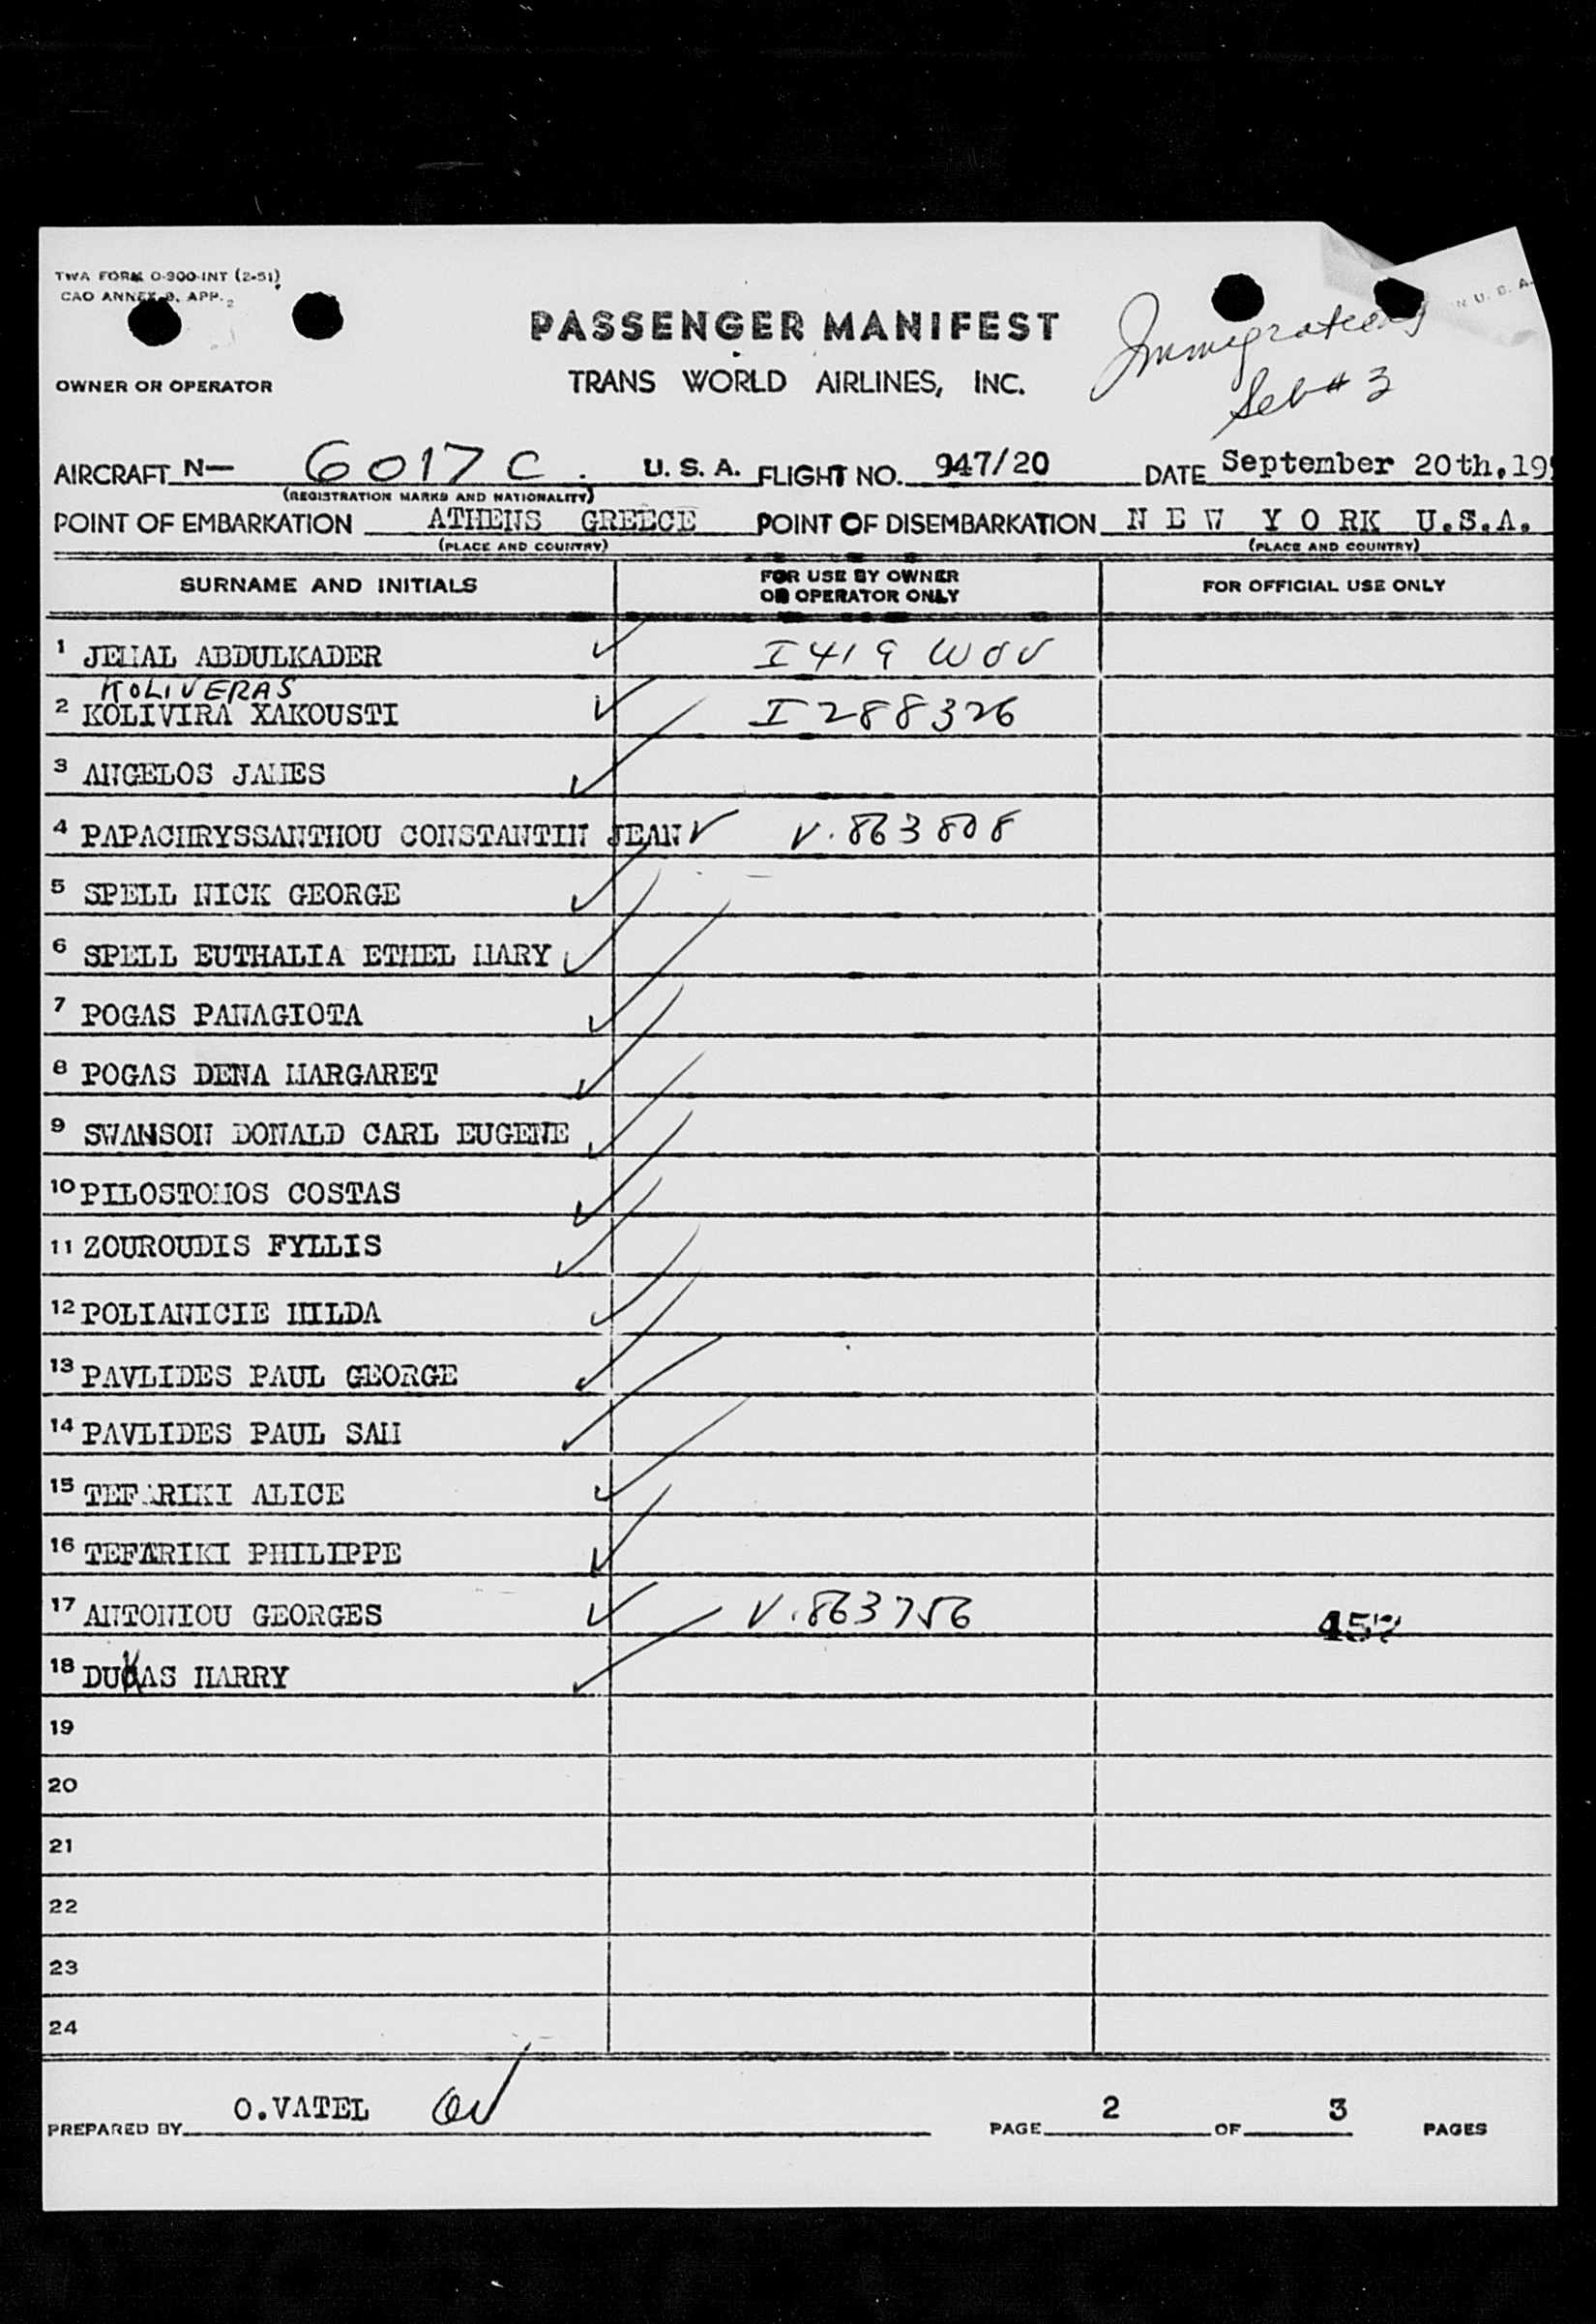 TWA FORM O-900-INT (2-51)
CAO ANNEX 9, APP. 2
PASSENGER MANIFEST
Immigration
OWNER OR OPERATOR
TRANS WORLD AIRLINES, INC.
# 3
AIRCRAFT N— 6017 C. U. S. A. FLIGHT NO. 947/20 DATE September 20th, 19
(REGISTRATION MARKS AND NATIONALITY)
POINT OF EMBARKATION ATHENS GREECE POINT OF DISEMBARKATION N E W Y O RK U.S.A.
(PLACE AND COUNTRY) (PLACE AND COUNTRY)
SURNAME AND INITIALS FOR USE BY OWNER OR OPERATOR ONLY FOR OFFICIAL USE ONLY
1 JEMAL ABDULKADER I 419
KOLIVERAS
2 KOLIVIRA XAKOUSTI I 288326
3 ANGELOS JAMES
4 PAPACHRYSSANTHOU CONSTANTIN JEAN V. 863808
5 SPELL NICK GEORGE
6 SPELL EUTHALIA ETHEL MARY
7 POGAS PANAGIOTA
8 POGAS DENA MARGARET
9 SWANSON DONALD CARL EUGENE
10 PILOSTOMOS COSTAS
11 ZOUROUDIS FYLLIS
12 POLIANICIE HILDA
13 PAVLIDES PAUL GEORGE
14 PAVLIDES PAUL SAM
15 TEFARIKI ALICE
16 TEFARIKI PHILIPPE
17 ANTONIOU GEORGES V. 863756
18 DUKAS HARRY
19
20
21
22
23
24
PREPARED BY O.VATEL OV PAGE 2 OF 3 PAGES